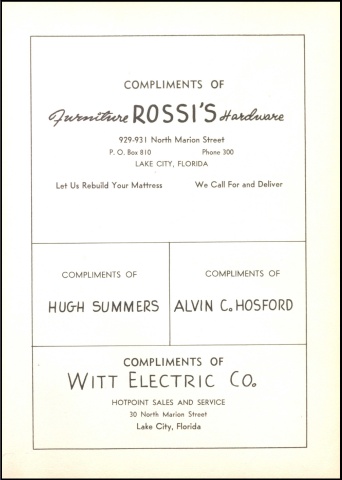 COMPLIMENTS OF
Furniture ROSSI'S Hardware
929-931 North Marion Street
P. O. Box 810 Phone 300
LAKE CITY, FLORIDA
Let Us Rebuild Your Mattress We Call For and Deliver
COMPLIMENTS OF
HUGH SUMMERS
COMPLIMENTS OF
ALVIN C. HOSFORD
COMPLIMENTS OF
WITT ELECTRIC CO.
HOTPOINT SALES AND SERVICE
30 North Marion Street
Lake City, Florida